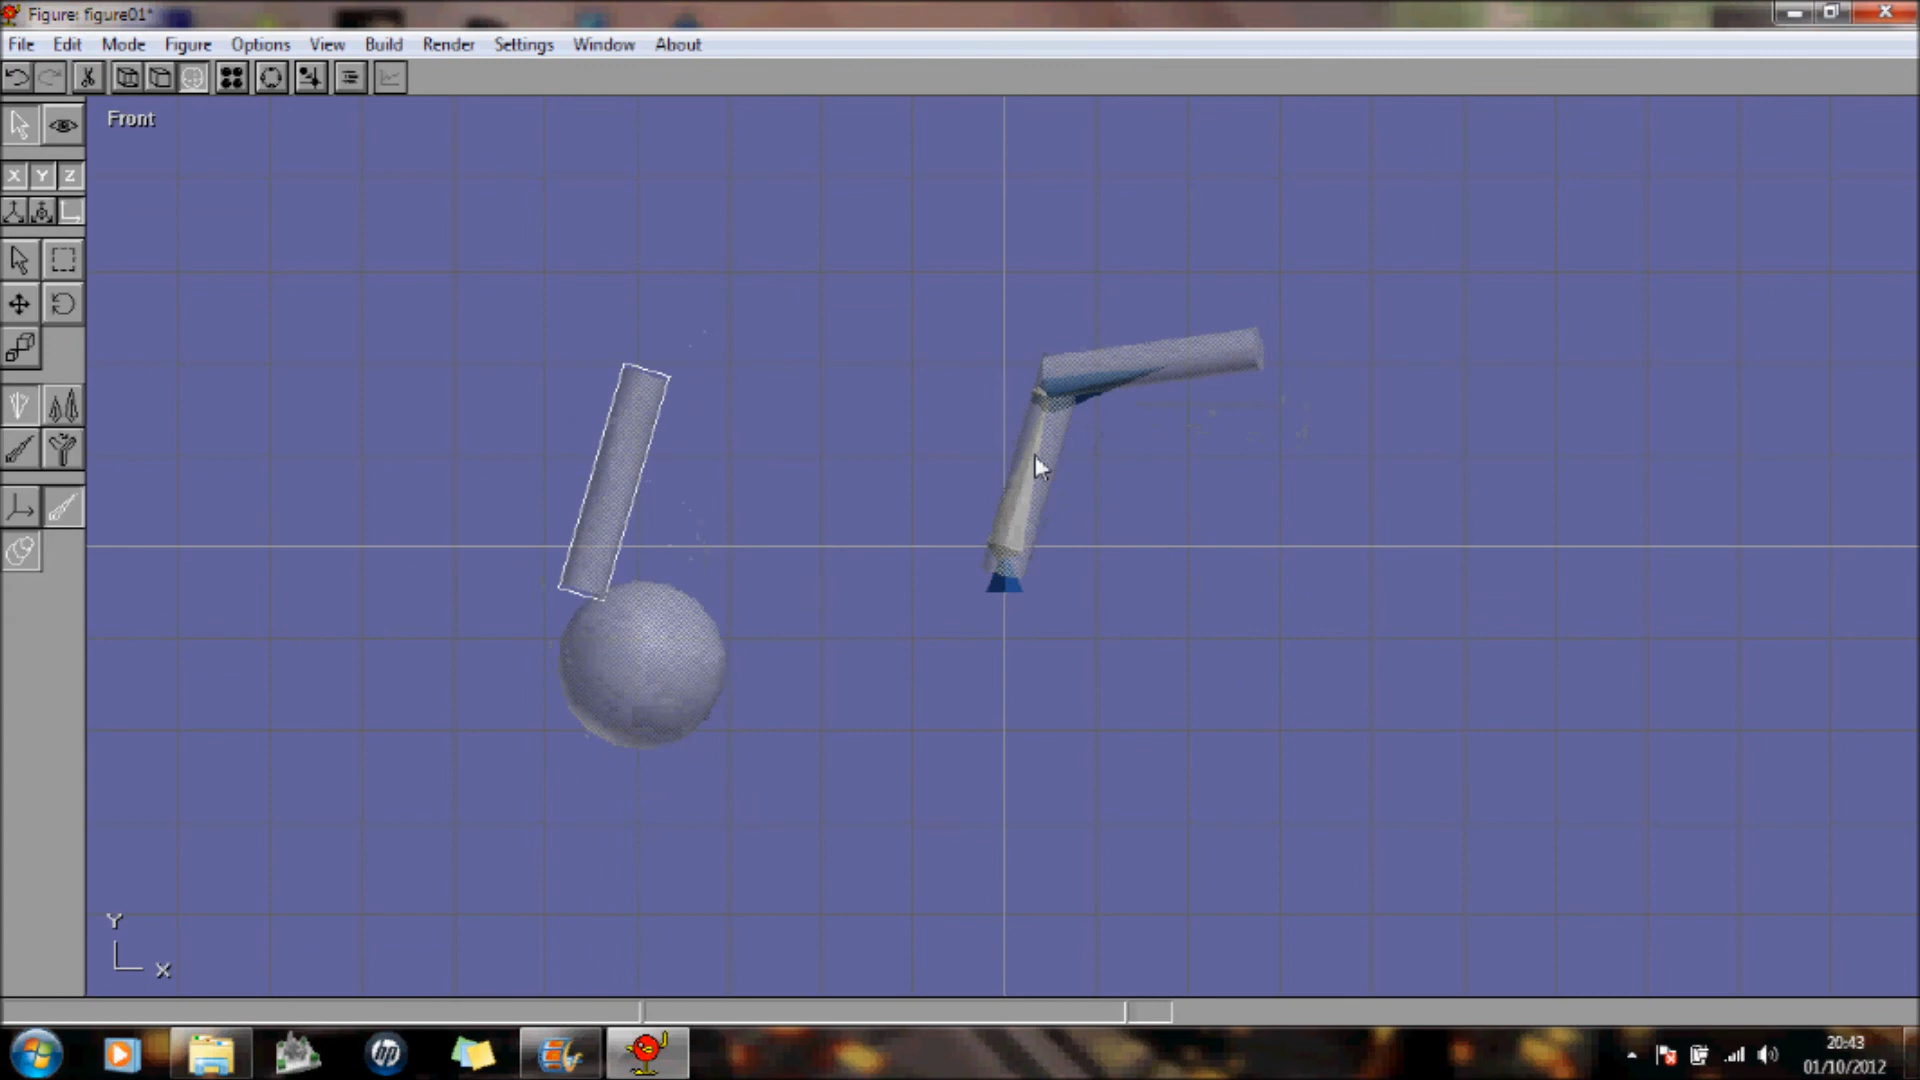 Figure: figure01*
File Edit Mode Figure Options View Build Render Settings Window About
Front
X Y Z
Y
X
hp
20:43
01/10/2012